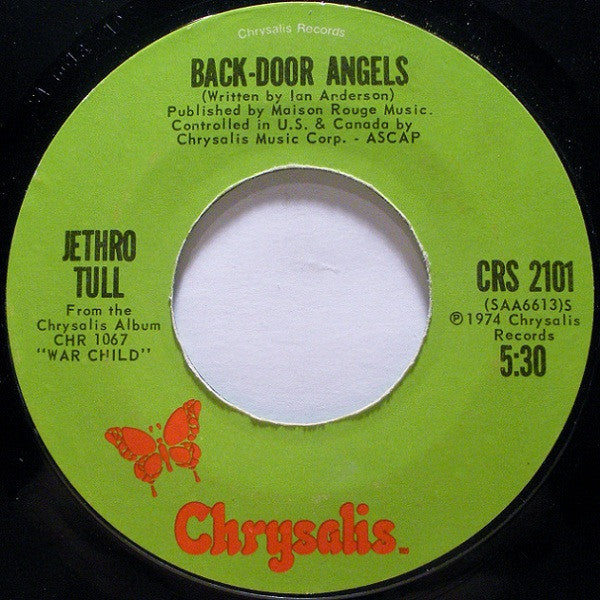 Chrysalis Records
BACK-DOOR ANGELS
(Written by Ian Anderson)
Published by Maison Rouge Music.
Controlled in U.S. & Canada by
Chrysalis Music Corp. - ASCAP
JETHRO
TULL
From the
Chrysalis Album
CHR 1067
"WAR CHILD"
CRS 2101
(SAA6613)S
℗1974 Chrysalis
Records
5:30
Chrysalis™